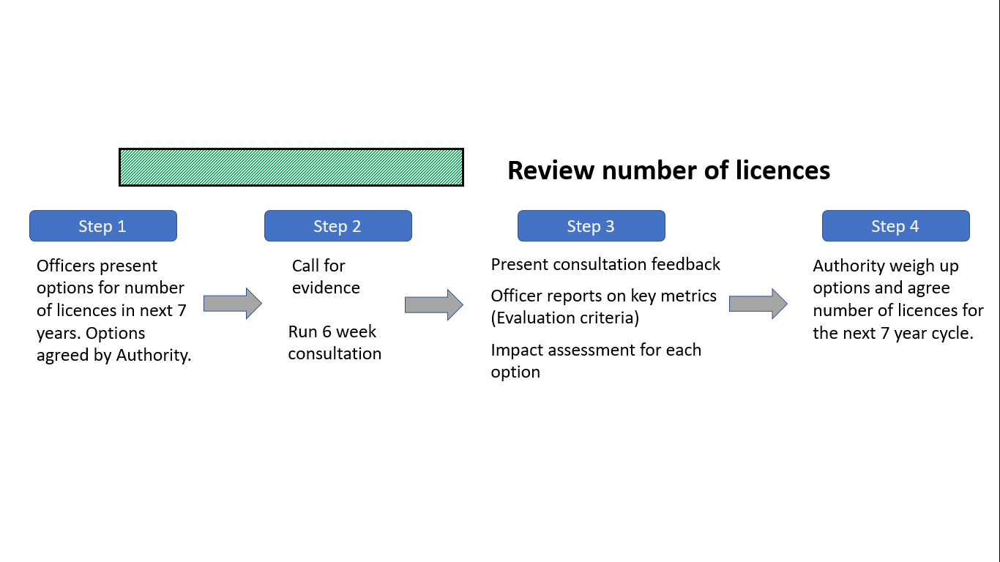 Review number of licences
Step 1
Officers present
options for number
of licences in next 7
years. Options
agreed by Authority.
Step 2
Call for
evidence
Run 6 week
consultation
Step 3
Present consultation feedback
Officer reports on key metrics
(Evaluation criteria)
Impact assessment for each
option
Step 4
Authority weigh up
options and agree
number of licences for
the next 7 year cycle.